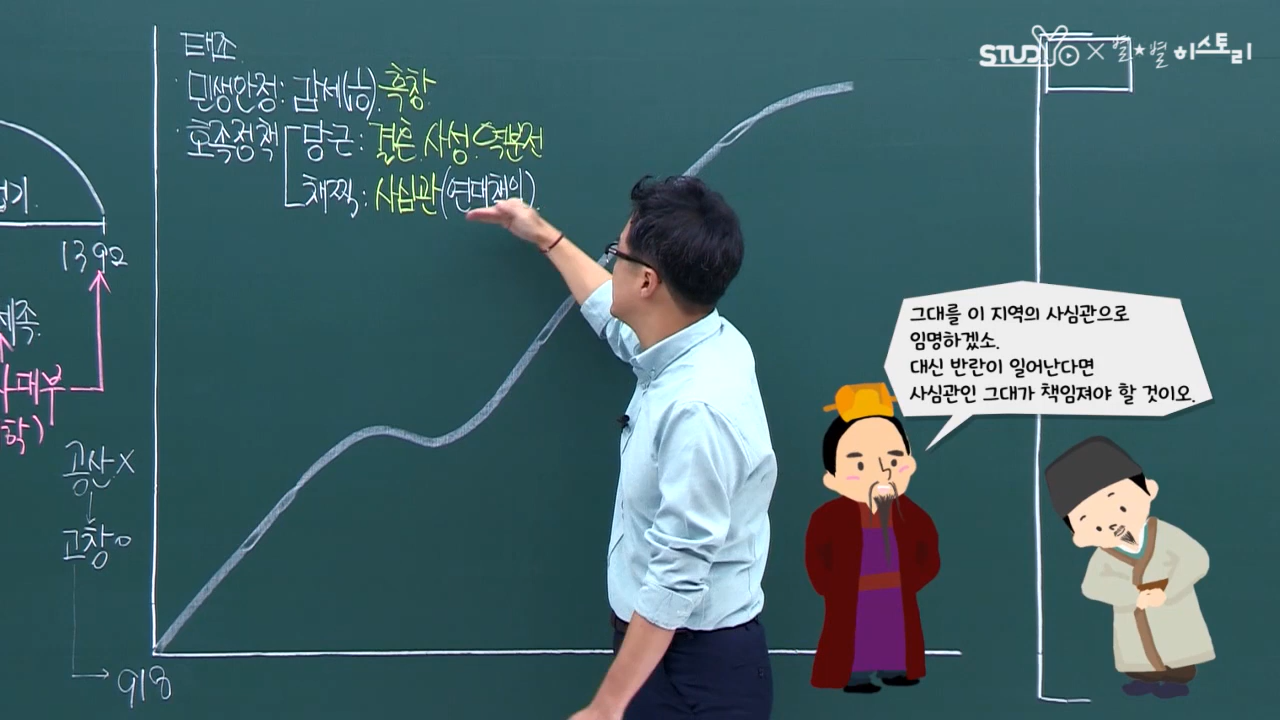 태조
· 민생안정: 감세(1/10). 흑창.
· 호족정책 당근: 결혼. 사성. 역분전
채찍: 사심관(연대책임).
STUDIO × 별★별 히스토리
1392
공산 X
↓
고창 O
918
그대를 이 지역의 사심관으로
임명하겠소.
대신 반란이 일어난다면
사심관인 그대가 책임져야 할 것이오.